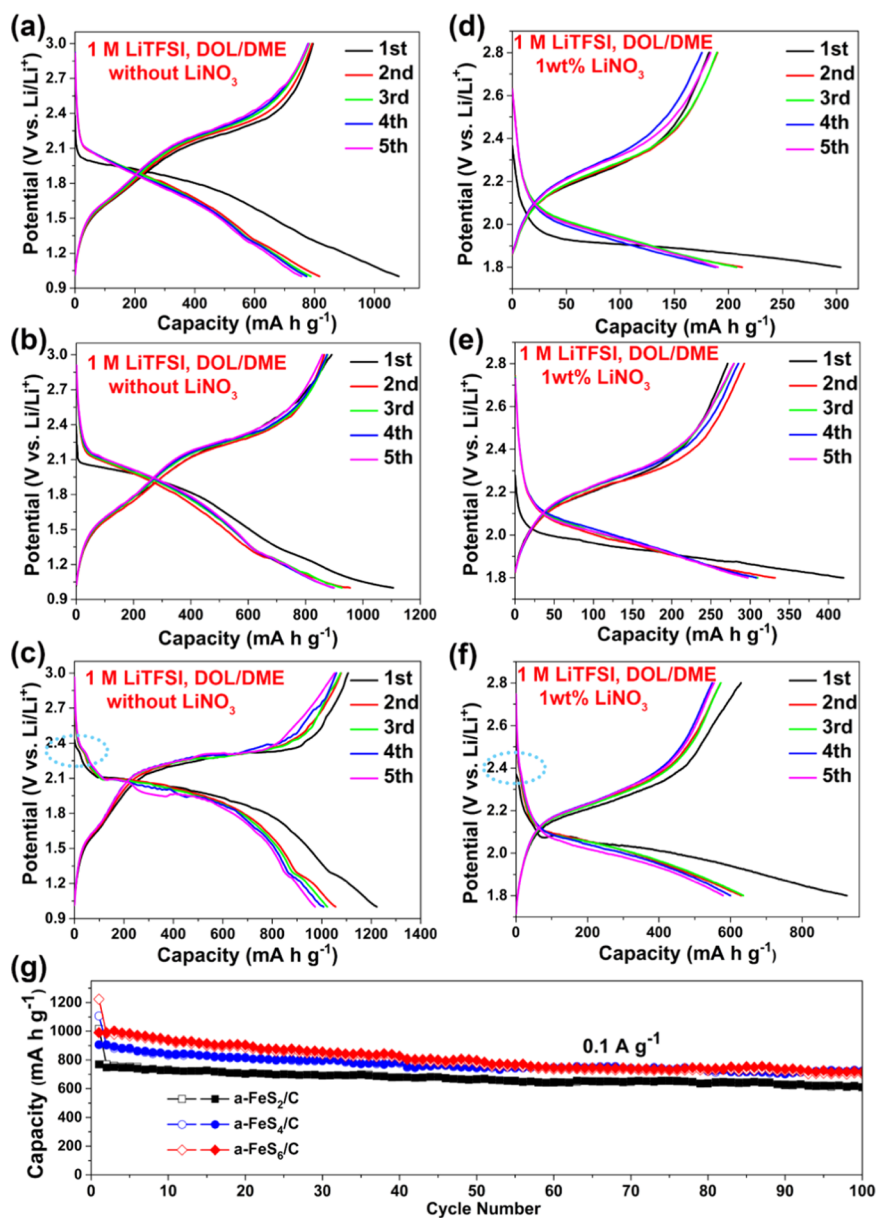 (a)
1 M LiTFSI, DOL/DME
without LiNO₃
1st
2nd
3rd
4th
5th
3.0
2.7
2.4
2.1
1.8
1.5
1.2
0.9
Potential (V vs. Li/Li⁺)
0 200 400 600 800 1000
Capacity (mA h g⁻¹)
(d)
1 M LiTFSI, DOL/DME
1wt% LiNO₃
1st
2nd
3rd
4th
5th
2.8
2.6
2.4
2.2
2.0
1.8
Potential (V vs. Li/Li⁺)
0 50 100 150 200 250 300
Capacity (mA h g⁻¹)
(b)
1 M LiTFSI, DOL/DME
without LiNO₃
1st
2nd
3rd
4th
5th
3.0
2.7
2.4
2.1
1.8
1.5
1.2
0.9
Potential (V vs. Li/Li⁺)
0 200 400 600 800 1000 1200
Capacity (mA h g⁻¹)
(e)
1 M LiTFSI, DOL/DME
1wt% LiNO₃
1st
2nd
3rd
4th
5th
2.8
2.6
2.4
2.2
2.0
1.8
Potential (V vs. Li/Li⁺)
0 50 100 150 200 250 300 350 400
Capacity (mA h g⁻¹)
(c)
1 M LiTFSI, DOL/DME
without LiNO₃
1st
2nd
3rd
4th
5th
3.0
2.7
2.4
2.1
1.8
1.5
1.2
0.9
Potential (V vs. Li/Li⁺)
0 200 400 600 800 1000 1200 1400
Capacity (mA h g⁻¹)
(f)
1 M LiTFSI, DOL/DME
1wt% LiNO₃
1st
2nd
3rd
4th
5th
2.8
2.6
2.4
2.2
2.0
1.8
Potential (V vs. Li/Li⁺)
0 200 400 600 800
Capacity (mA h g⁻¹)
(g)
1200
1000
800
600
400
200
0
Capacity (mA h g⁻¹)
0.1 A g⁻¹
a-FeS₂/C
a-FeS₄/C
a-FeS₆/C
0 10 20 30 40 50 60 70 80 90 100
Cycle Number